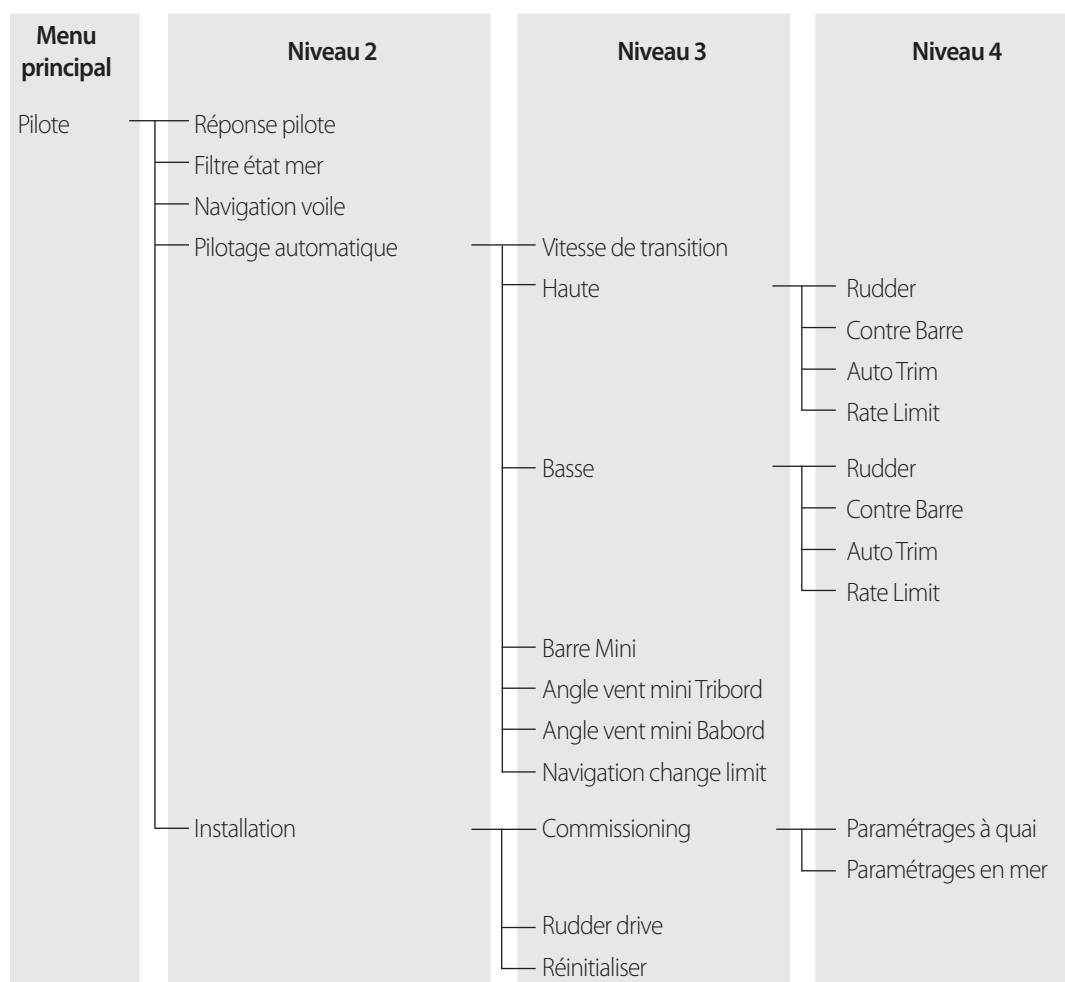 Menu
principal
Niveau 2
Niveau 3
Niveau 4
Pilote
Réponse pilote
Filtre état mer
Navigation voile
Pilotage automatique
Vitesse de transition
Haute
Rudder
Contre Barre
Auto Trim
Rate Limit
Basse
Rudder
Contre Barre
Auto Trim
Rate Limit
Barre Mini
Angle vent mini Tribord
Angle vent mini Babord
Navigation change limit
Installation
Commissioning
Paramétrages à quai
Paramétrages en mer
Rudder drive
Réinitialiser